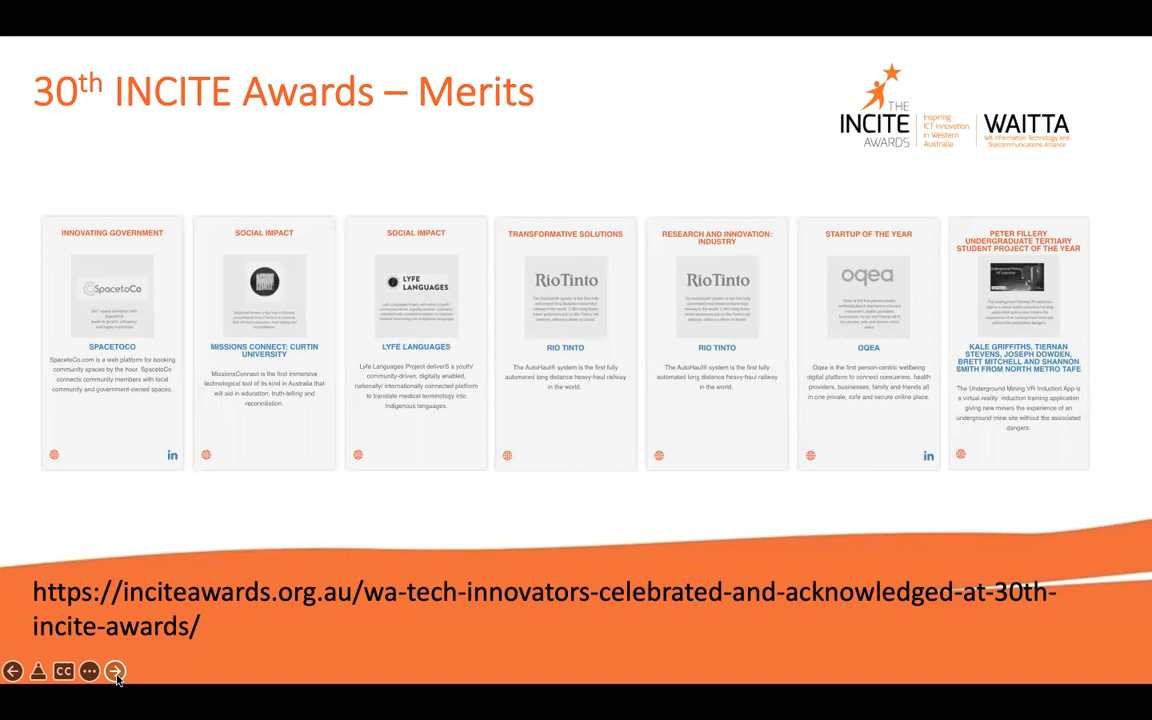 30th INCITE Awards – Merits
THE
INCITE
AWARDS
Inspiring
ICT Innovation
in Western
Australia
WAITTA
WA Information Technology and
Telecommunications Alliance
INNOVATING GOVERNMENT
SpacetoCo
SPACETOCO
SpacetoCo.com is a web platform for booking
community spaces by the hour. SpacetoCo
connects community members with local
community and government-owned spaces.
in
SOCIAL IMPACT
MISSIONS CONNECT: CURTIN
UNIVERSITY
MissionsConnect is the first immersive
technological tool of its kind in Australia that
will aid in education, truth-telling and
reconciliation.
SOCIAL IMPACT
LYFE
LANGUAGES
LYFE LANGUAGES
Lyfe Languages Project deliverS a youth/
community-driven, digitally enabled,
nationally/ internationally connected platform
to translate medical terminology into
Indigenous languages.
TRANSFORMATIVE SOLUTIONS
RioTinto
RIO TINTO
The AutoHaul® system is the first fully
automated long distance heavy-haul railway
in the world.
RESEARCH AND INNOVATION:
INDUSTRY
RioTinto
RIO TINTO
The AutoHaul® system is the first fully
automated long distance heavy-haul railway
in the world.
STARTUP OF THE YEAR
oqea
OQEA
Oqea is the first person-centric wellbeing
digital platform to connect consumers, health
providers, businesses, family and friends all
in one private, safe and secure online place.
in
PETER FILLERY
UNDERGRADUATE TERTIARY
STUDENT PROJECT OF THE YEAR
KALE GRIFFITHS, TIERNAN
STEVENS, JOSEPH DOWDEN,
BRETT MITCHELL AND SHANNON
SMITH FROM NORTH METRO TAFE
The Underground Mining VR Induction App is
a virtual reality induction training application
giving new miners the experience of an
underground mine site without the associated
dangers.
https://inciteawards.org.au/wa-tech-innovators-celebrated-and-acknowledged-at-30th-
incite-awards/
CC